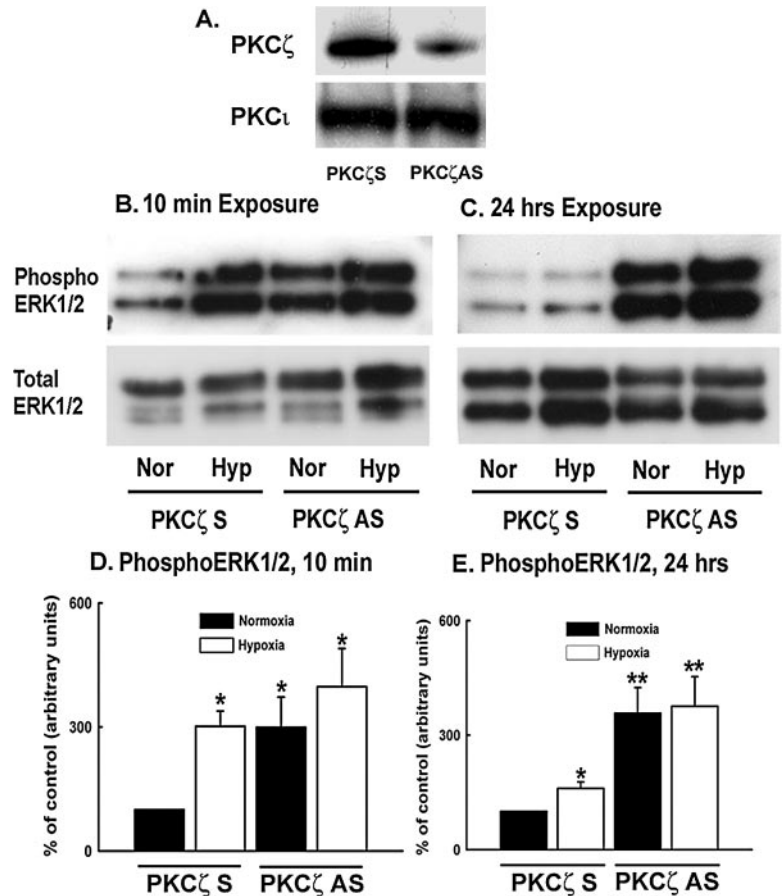 A.
PKCζ
PKCι
PKCζS PKCζAS
B. 10 min Exposure
Phospho
ERK1/2
Total
ERK1/2
Nor Hyp Nor Hyp
PKCζ S PKCζ AS
C. 24 hrs Exposure
Nor Hyp Nor Hyp
PKCζ S PKCζ AS
D. PhosphoERK1/2, 10 min
% of control (arbitrary units)
600
300
0
Normoxia
Hypoxia
* * *
PKCζ S PKCζ AS
E. PhosphoERK1/2, 24 hrs
% of control (arbitrary units)
600
300
0
Normoxia
Hypoxia
* ** **
PKCζ S PKCζ AS